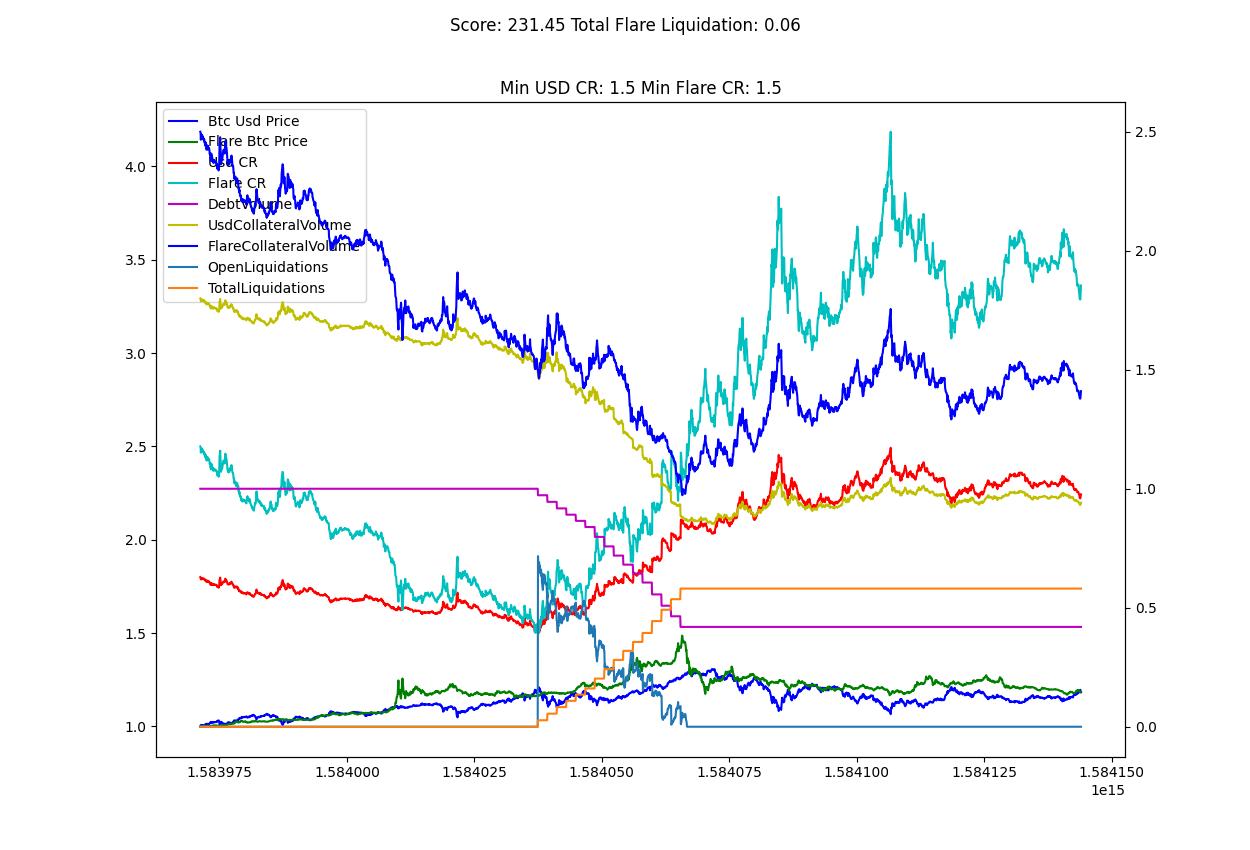 Score: 231.45 Total Flare Liquidation: 0.06
Min USD CR: 1.5 Min Flare CR: 1.5
Btc Usd Price
Flare Btc Price
Usd CR
Flare CR
DebtVolume
UsdCollateralVolume
FlareCollateralVolume
OpenLiquidations
TotalLiquidations
4.0
3.5
3.0
2.5
2.0
1.5
1.0
2.5
2.0
1.5
1.0
0.5
0.0
1.583975 1.584000 1.584025 1.584050 1.584075 1.584100 1.584125 1.584150
1e15